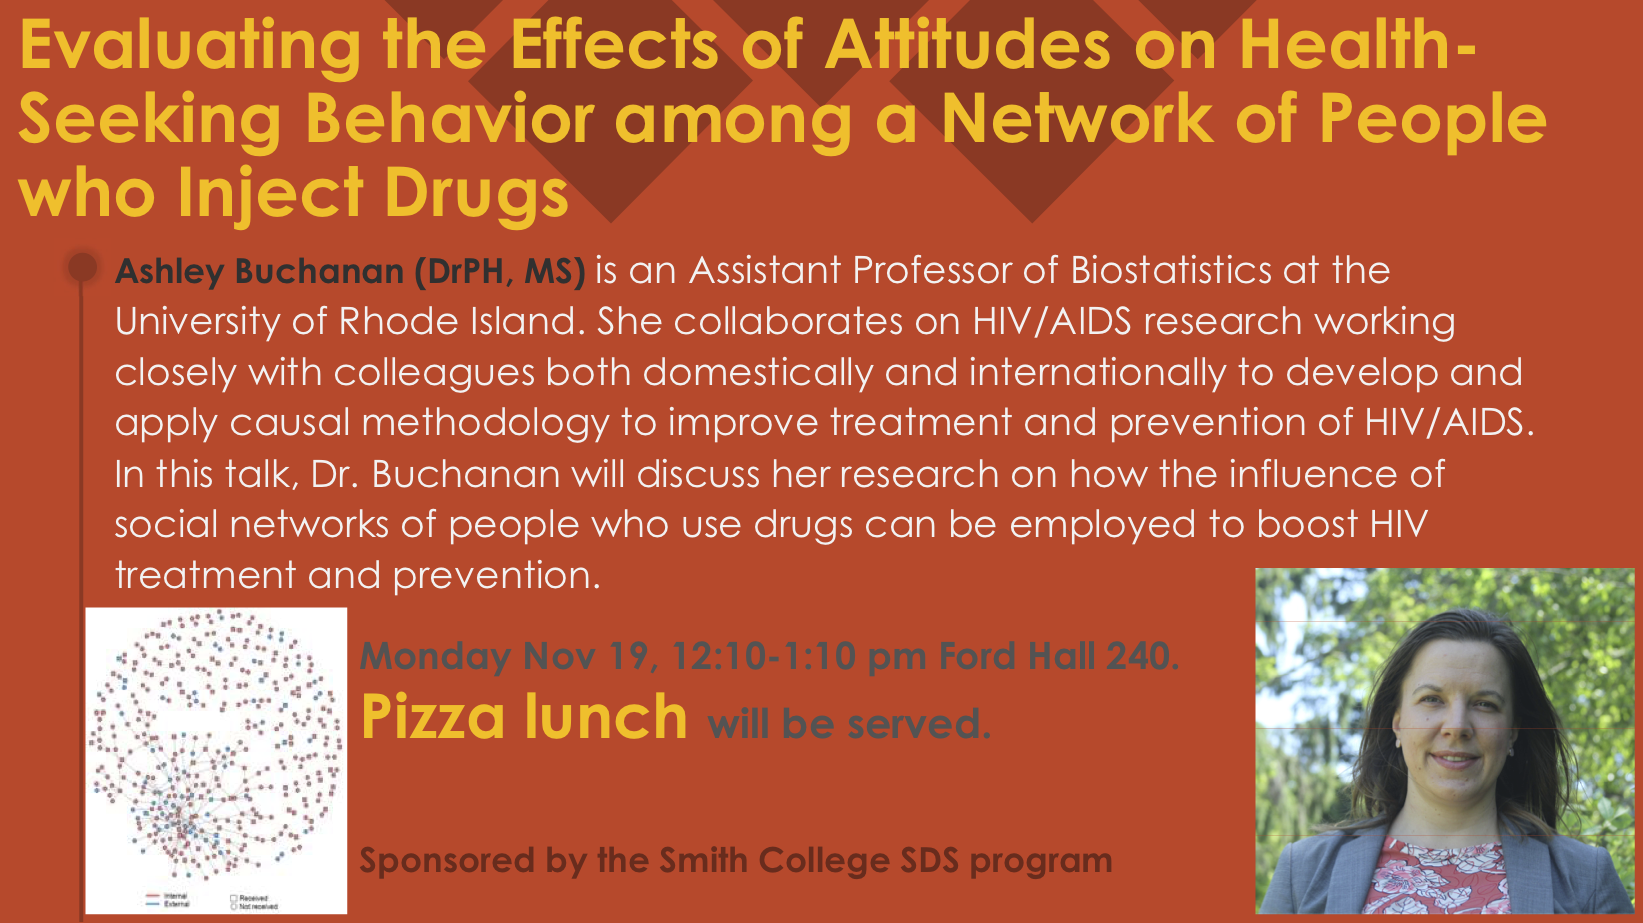 Evaluating the Effects of Attitudes on Health-
Seeking Behavior among a Network of People
who Inject Drugs
Ashley Buchanan (DrPH, MS) is an Assistant Professor of Biostatistics at the
University of Rhode Island. She collaborates on HIV/AIDS research working
closely with colleagues both domestically and internationally to develop and
apply causal methodology to improve treatment and prevention of HIV/AIDS.
In this talk, Dr. Buchanan will discuss her research on how the influence of
social networks of people who use drugs can be employed to boost HIV
treatment and prevention.
Monday Nov 19, 12:10-1:10 pm Ford Hall 240.
Pizza lunch will be served.
Sponsored by the Smith College SDS program
Internal
External
Received
Not received